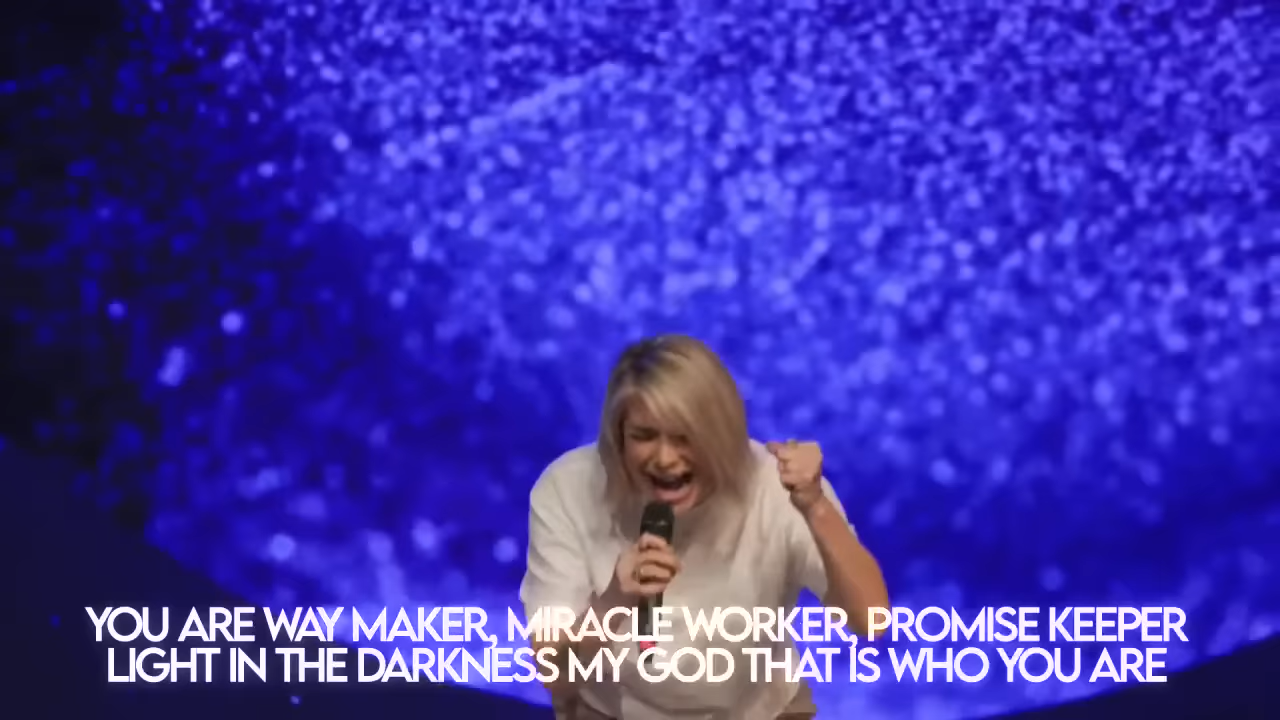 YOU ARE WAY MAKER, MIRACLE WORKER, PROMISE KEEPER
LIGHT IN THE DARKNESS MY GOD THAT IS WHO YOU ARE